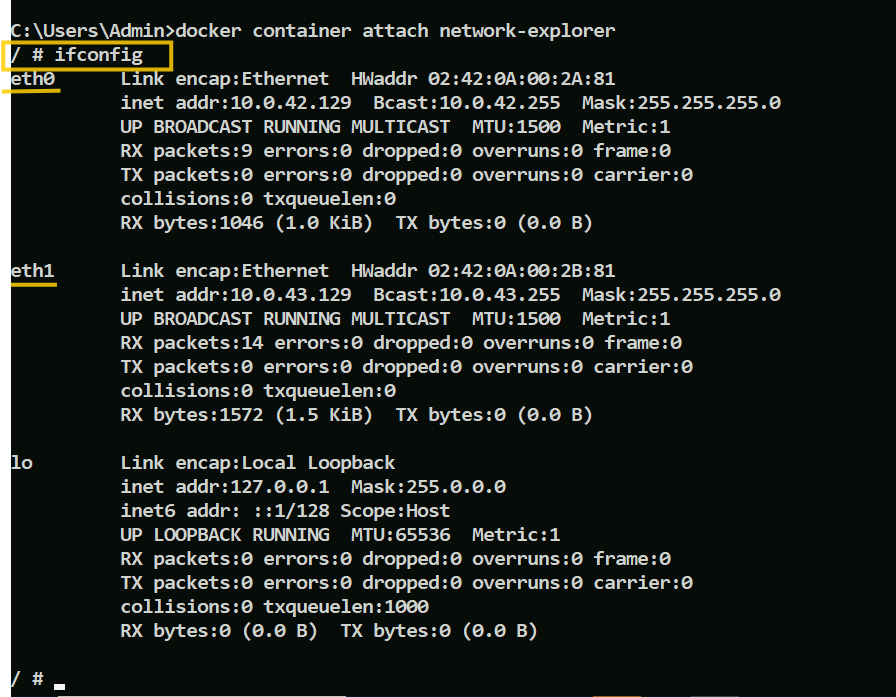 C:\Users\Admin>docker container attach network-explorer
/ # ifconfig
eth0      Link encap:Ethernet  HWaddr 02:42:0A:00:2A:81
          inet addr:10.0.42.129  Bcast:10.0.42.255  Mask:255.255.255.0
          UP BROADCAST RUNNING MULTICAST  MTU:1500  Metric:1
          RX packets:9 errors:0 dropped:0 overruns:0 frame:0
          TX packets:0 errors:0 dropped:0 overruns:0 carrier:0
          collisions:0 txqueuelen:0
          RX bytes:1046 (1.0 KiB)  TX bytes:0 (0.0 B)

eth1      Link encap:Ethernet  HWaddr 02:42:0A:00:2B:81
          inet addr:10.0.43.129  Bcast:10.0.43.255  Mask:255.255.255.0
          UP BROADCAST RUNNING MULTICAST  MTU:1500  Metric:1
          RX packets:14 errors:0 dropped:0 overruns:0 frame:0
          TX packets:0 errors:0 dropped:0 overruns:0 carrier:0
          collisions:0 txqueuelen:0
          RX bytes:1572 (1.5 KiB)  TX bytes:0 (0.0 B)

lo        Link encap:Local Loopback
          inet addr:127.0.0.1  Mask:255.0.0.0
          inet6 addr: ::1/128 Scope:Host
          UP LOOPBACK RUNNING  MTU:65536  Metric:1
          RX packets:0 errors:0 dropped:0 overruns:0 frame:0
          TX packets:0 errors:0 dropped:0 overruns:0 carrier:0
          collisions:0 txqueuelen:1000
          RX bytes:0 (0.0 B)  TX bytes:0 (0.0 B)

/ #